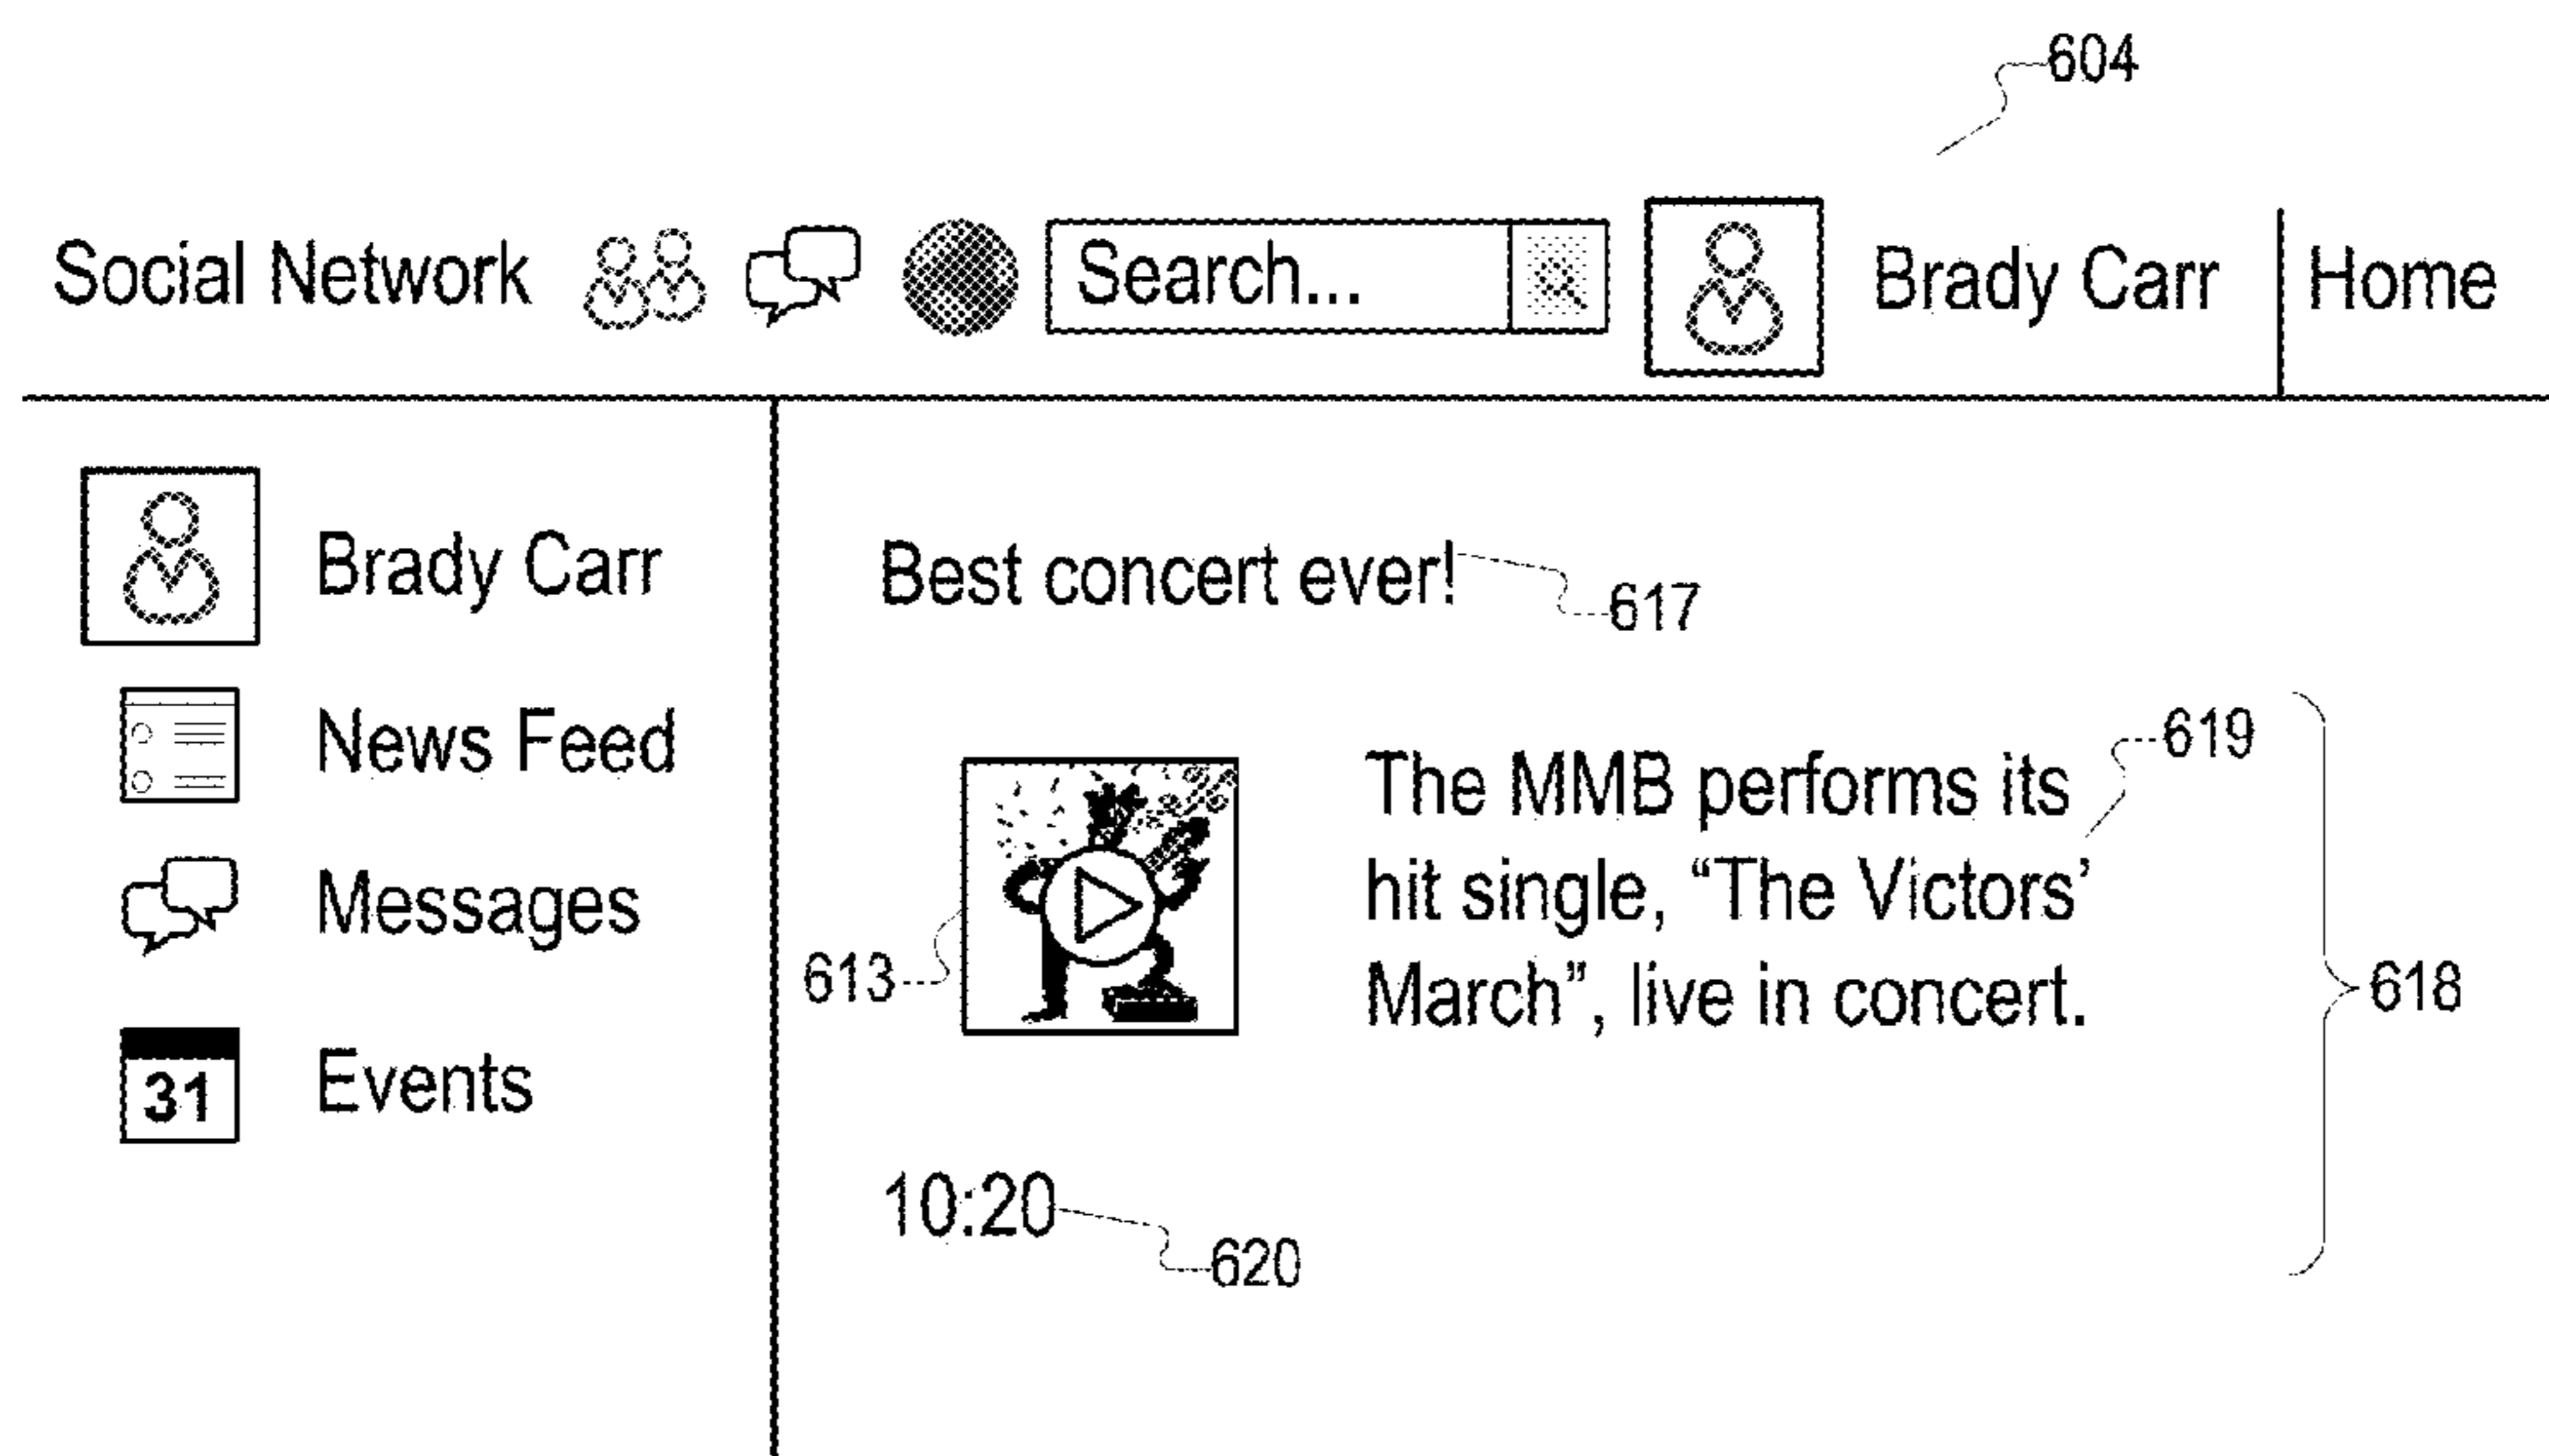 604
Social Network Search... Brady Carr Home
Brady Carr
News Feed
Messages
31 Events
Best concert ever! 617
619
The MMB performs its
hit single, “The Victors’
March”, live in concert.
613
618
10:20
620